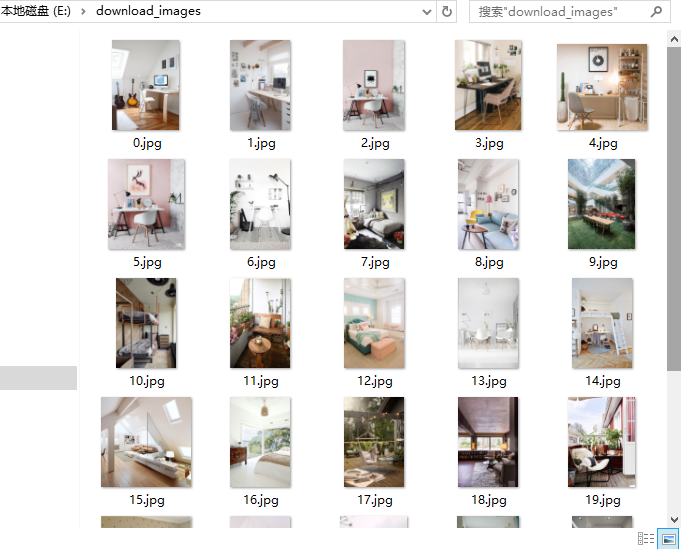 本地磁盘 (E:) download_images
搜索"download_images"
0.jpg 1.jpg 2.jpg 3.jpg 4.jpg
5.jpg 6.jpg 7.jpg 8.jpg 9.jpg
10.jpg 11.jpg 12.jpg 13.jpg 14.jpg
15.jpg 16.jpg 17.jpg 18.jpg 19.jpg